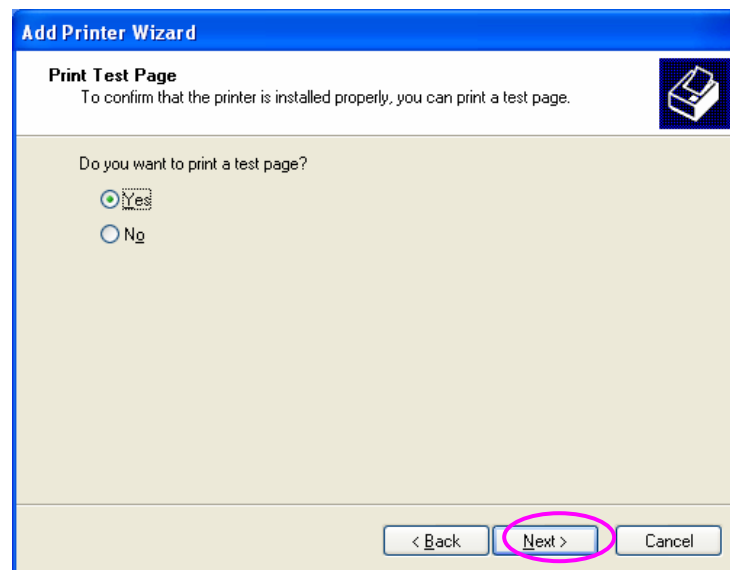 Add Printer Wizard
Print Test Page
To confirm that the printer is installed properly, you can print a test page.
Do you want to print a test page?
Yes
No
< Back Next > Cancel